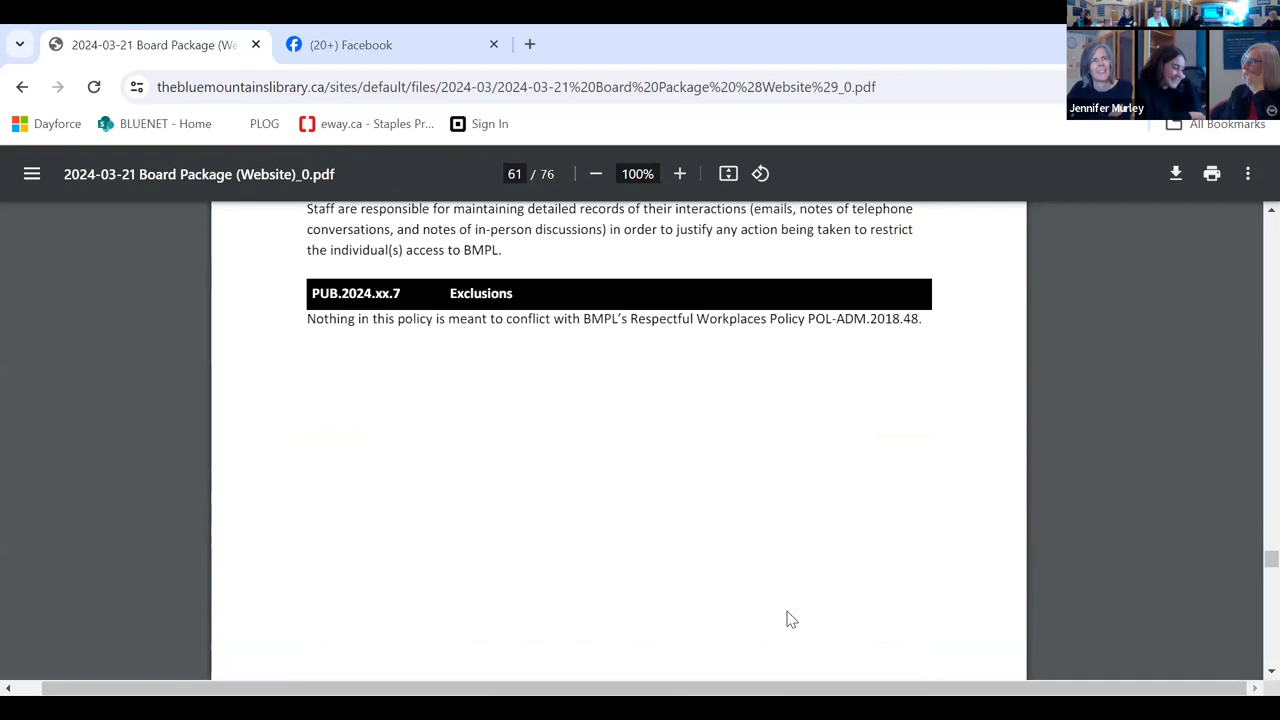 2024-03-21 Board Package (We
(20+) Facebook
thebluemountainslibrary.ca/sites/default/files/2024-03/2024-03-21%20Board%20Package%20%28Website%29_0.pdf
Jennifer Murley
Dayforce
BLUENET - Home
PLOG
eway.ca - Staples Pr...
Sign In
All Bookmarks
2024-03-21 Board Package (Website)_0.pdf
61 / 76
100%
Staff are responsible for maintaining detailed records of their interactions (emails, notes of telephone
conversations, and notes of in-person discussions) in order to justify any action being taken to restrict
the individual(s) access to BMPL.
PUB.2024.xx.7 Exclusions
Nothing in this policy is meant to conflict with BMPL’s Respectful Workplaces Policy POL-ADM.2018.48.